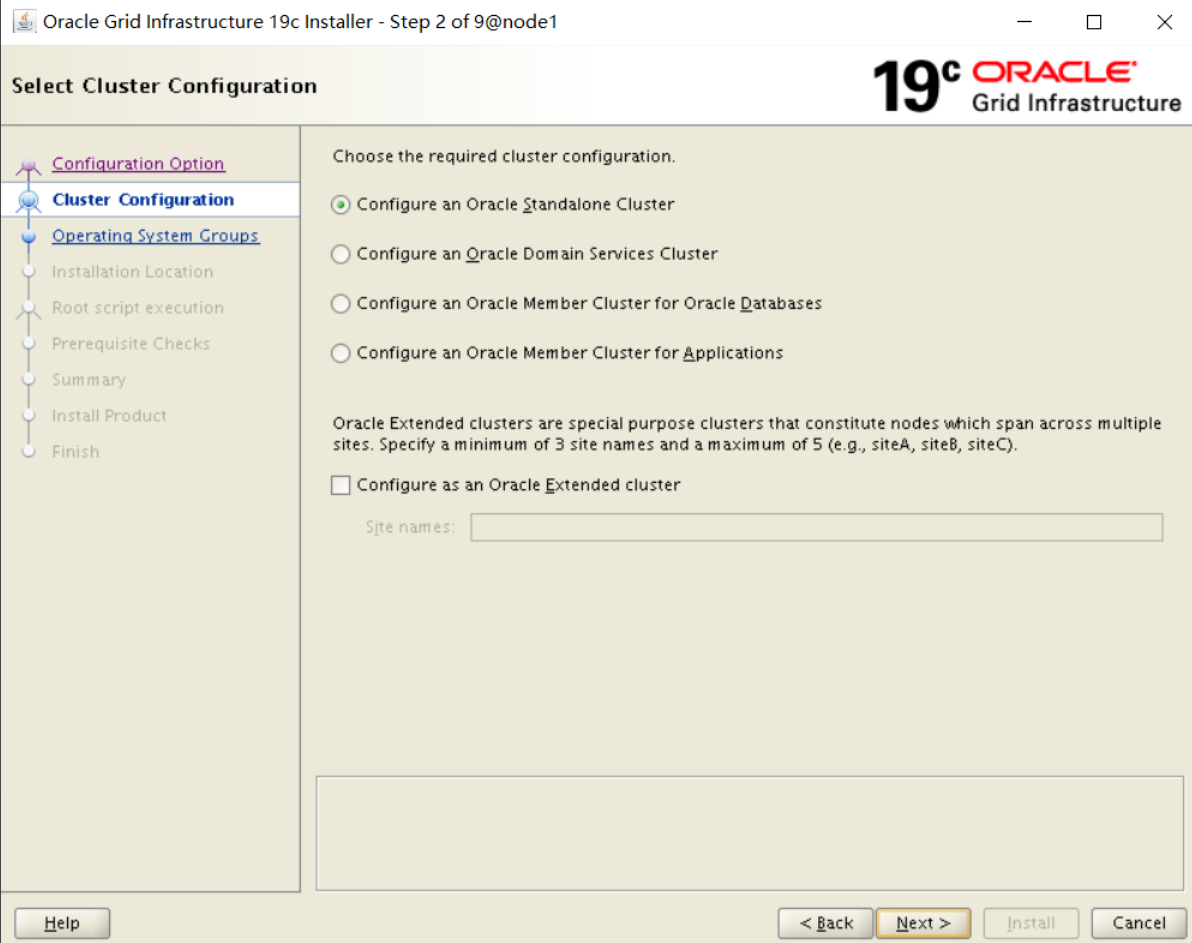 Oracle Grid Infrastructure 19c Installer - Step 2 of 9@node1
Select Cluster Configuration
19c ORACLE
Grid Infrastructure
Configuration Option
Cluster Configuration
Operating System Groups
Installation Location
Root script execution
Prerequisite Checks
Summary
Install Product
Finish
Choose the required cluster configuration.
Configure an Oracle Standalone Cluster
Configure an Oracle Domain Services Cluster
Configure an Oracle Member Cluster for Oracle Databases
Configure an Oracle Member Cluster for Applications
Oracle Extended clusters are special purpose clusters that constitute nodes which span across multiple
sites. Specify a minimum of 3 site names and a maximum of 5 (e.g., siteA, siteB, siteC).
Configure as an Oracle Extended cluster
Site names:
Help
< Back
Next >
Install
Cancel